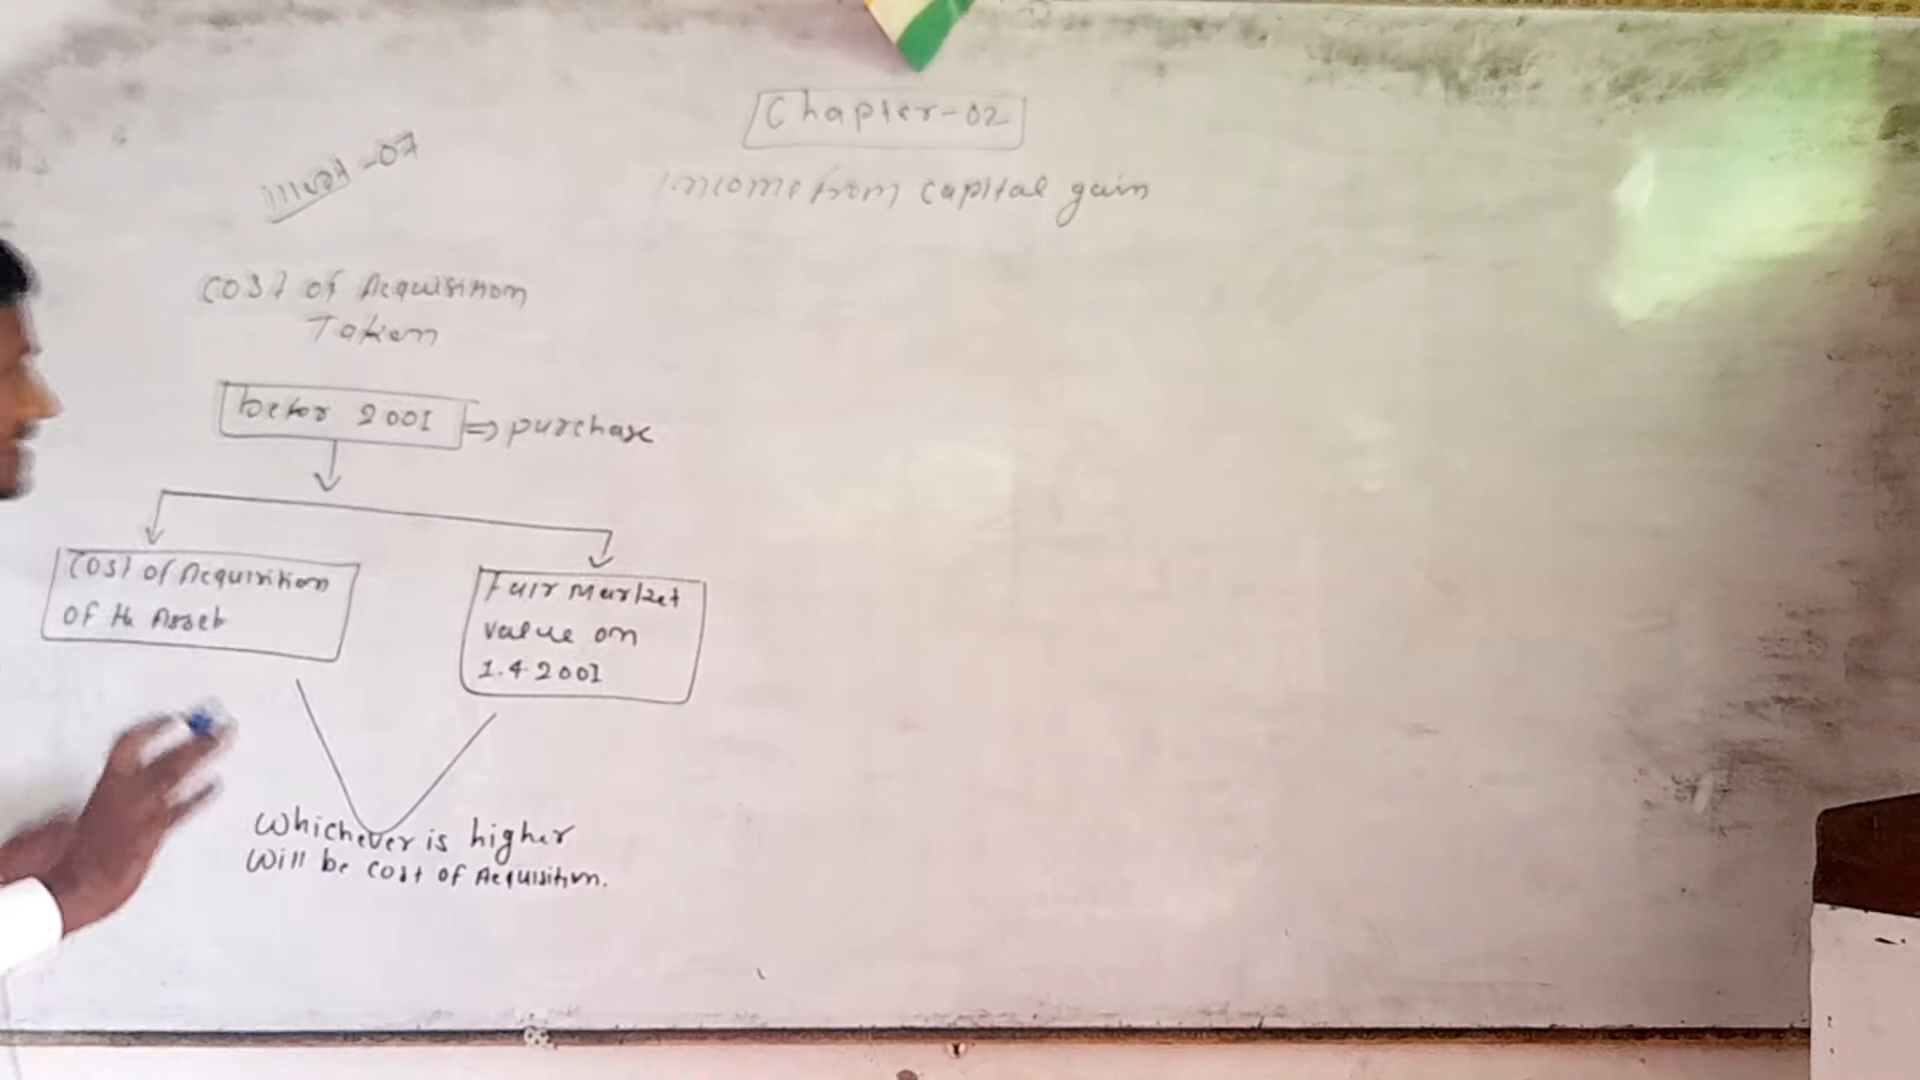 Chapter-02
Income from capital gain
-07
Cost of Acquisition
Taken
befor 2001 ⇒ purchase
Cost of Acquisition
of the Asset
Fair market
value on
1.4.2001
Whichever is higher
will be cost of Acquisition.